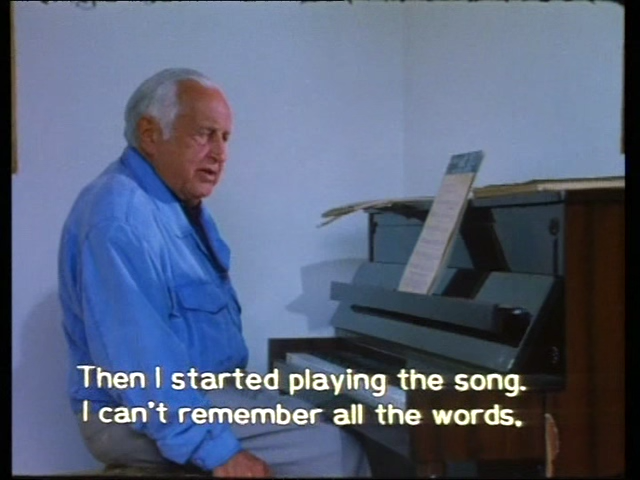 Then I started playing the song.
I can't remember all the words.